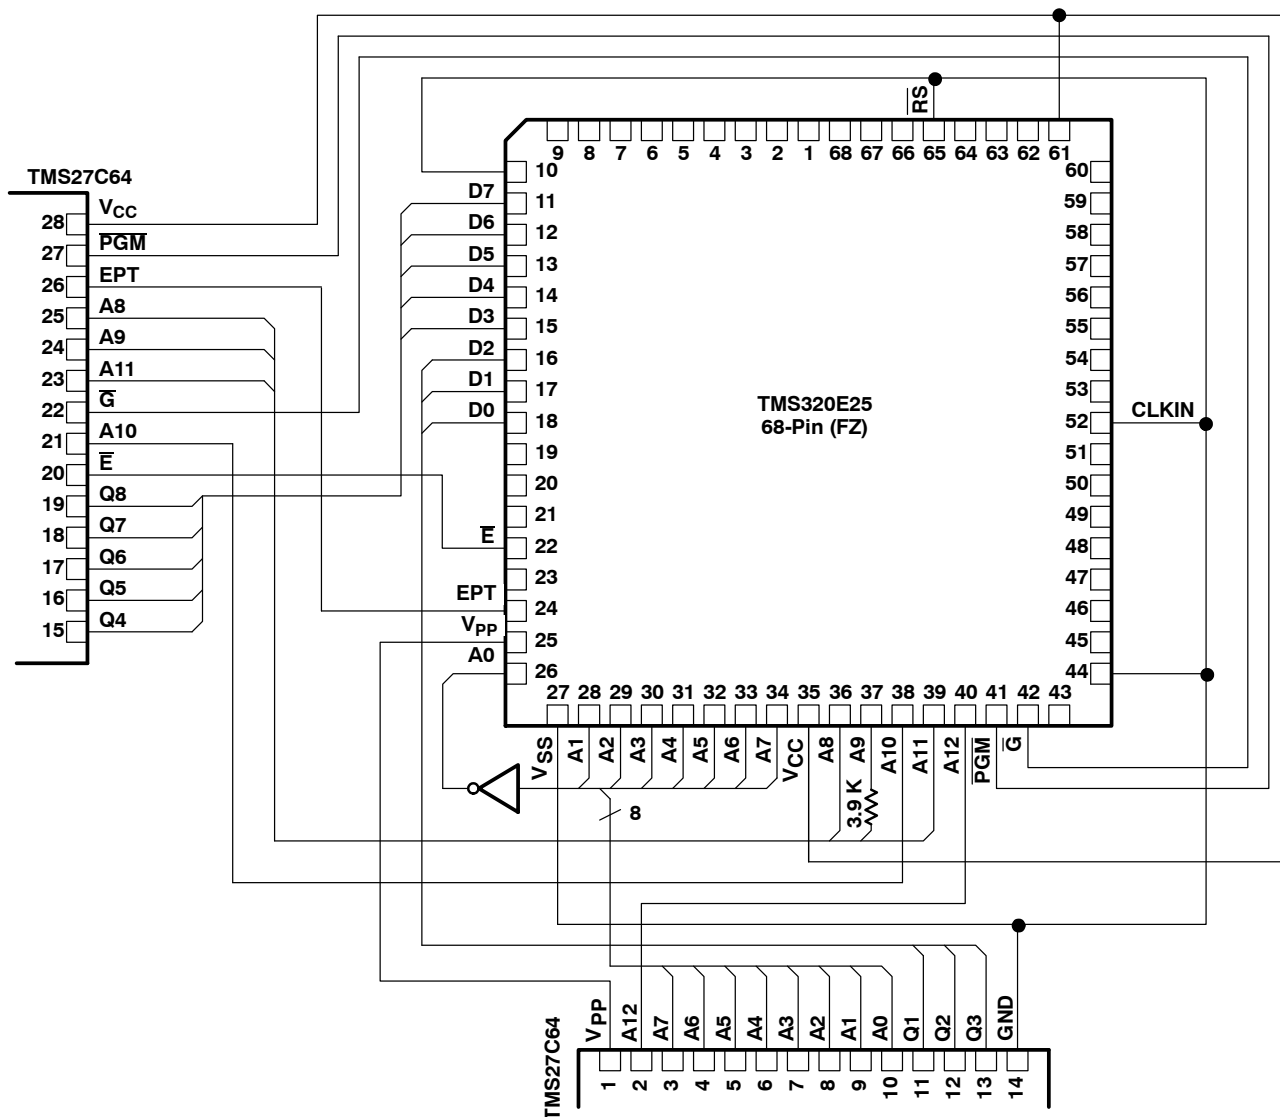 RS
9 8 7 6 5 4 3 2 1 68 67 66 65 64 63 62 61
TMS27C64
28 VCC
27 PGM
26 EPT
25 A8
24 A9
23 A11
22 G
21 A10
20 E
19 Q8
18 Q7
17 Q6
16 Q5
15 Q4
10
D7 11
D6 12
D5 13
D4 14
D3 15
D2 16
D1 17
D0 18
19
20
21
E 22
23
EPT 24
VPP 25
A0 26
TMS320E25
68-Pin (FZ)
60
59
58
57
56
55
54
53
52 CLKIN
51
50
49
48
47
46
45
44
27 28 29 30 31 32 33 34 35 36 37 38 39 40 41 42 43
VSS A1 A2 A3 A4 A5 A6 A7 VCC A8 A9 A10 A11 A12 PGM G
3.9 K
8
VPP A12 A7 A6 A5 A4 A3 A2 A1 A0 Q1 Q2 Q3 GND
TMS27C64
1 2 3 4 5 6 7 8 9 10 11 12 13 14